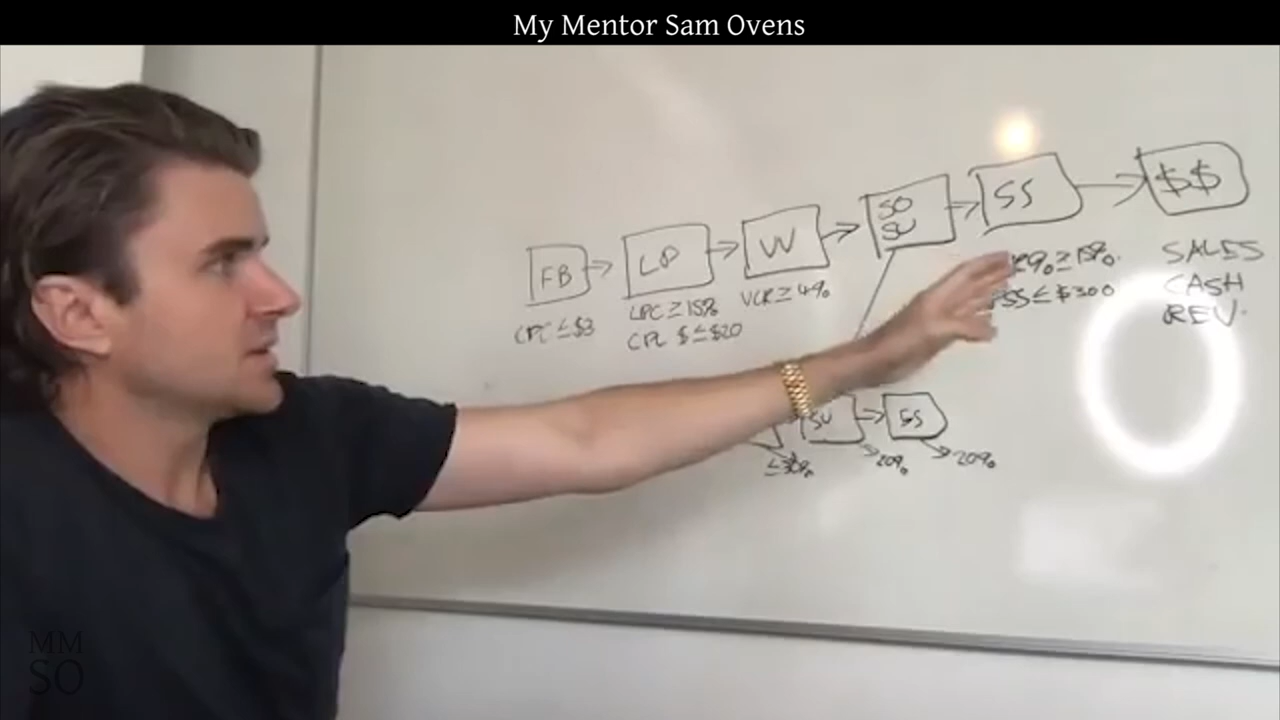 My Mentor Sam Ovens
FB
LP
W
SO
SU
SS
$$
CPC ≤ $3
LPC ≥ 15%
CPL $ ≤ $20
VCR ≥ 4%
% ≥ 15%
SS ≤ $300
SALES
CASH
REV.
SU
SS
≤ 30%
20%
20%
MM
SO